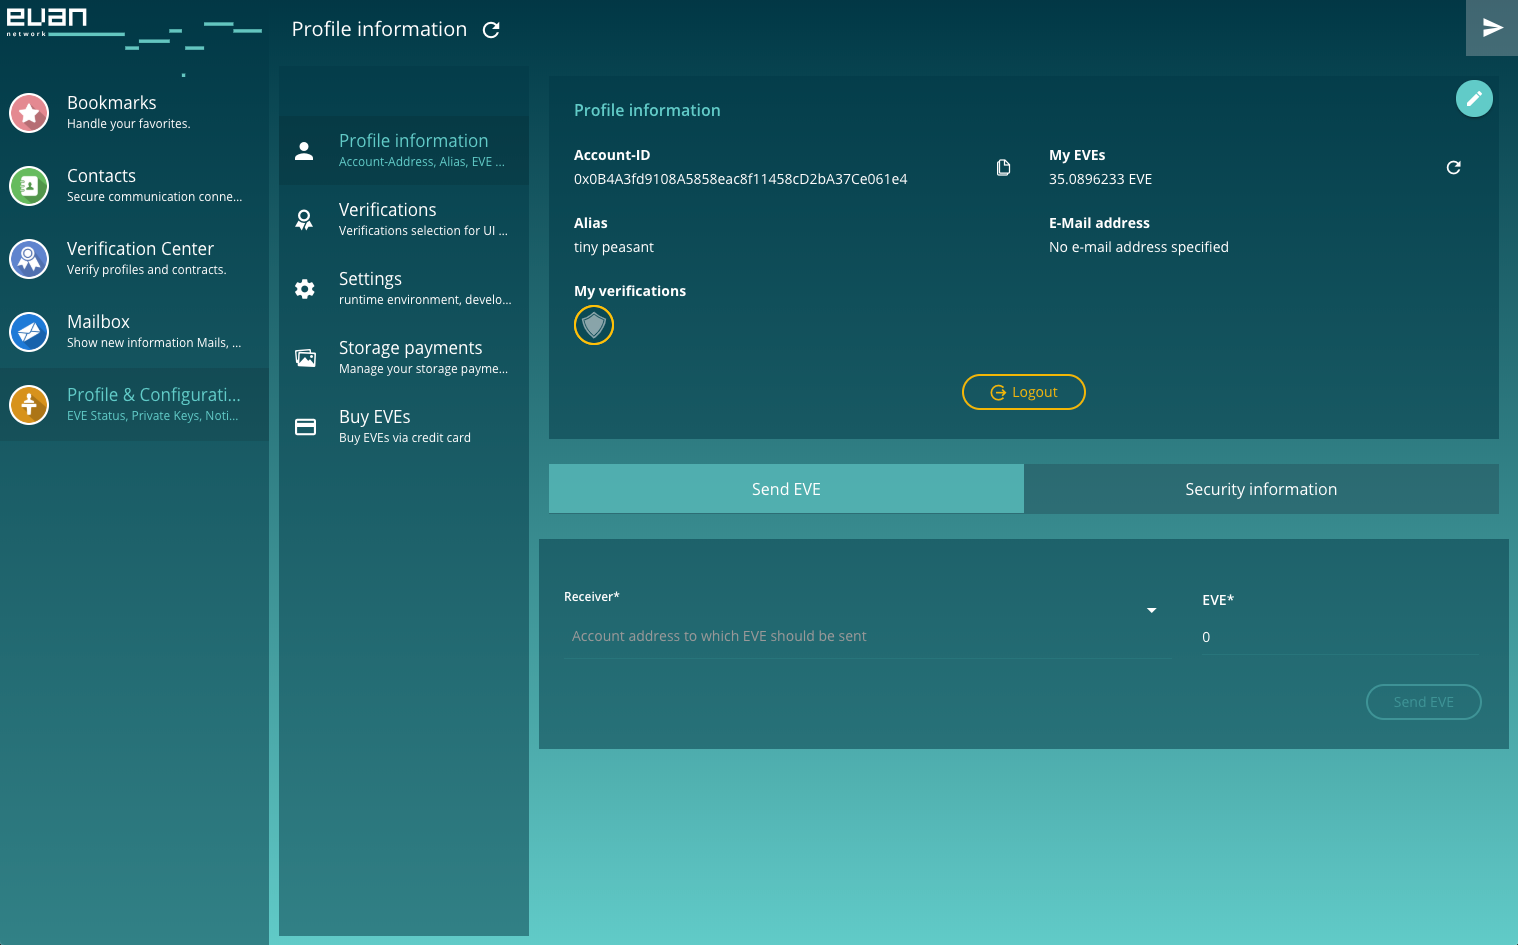 evan
network
Profile information
Bookmarks
Handle your favorites.
Contacts
Secure communication conne...
Verification Center
Verify profiles and contracts.
Mailbox
Show new information Mails, ...
Profile & Configurati...
EVE Status, Private Keys, Noti...
Profile information
Account-Address, Alias, EVE ...
Verifications
Verifications selection for UI ...
Settings
runtime environment, develo...
Storage payments
Manage your storage payme...
Buy EVEs
Buy EVEs via credit card
Profile information
Account-ID
0x0B4A3fd9108A5858eac8f11458cD2bA37Ce061e4
My EVEs
35.0896233 EVE
Alias
tiny peasant
E-Mail address
No e-mail address specified
My verifications
Logout
Send EVE
Security information
Receiver*
Account address to which EVE should be sent
EVE*
0
Send EVE